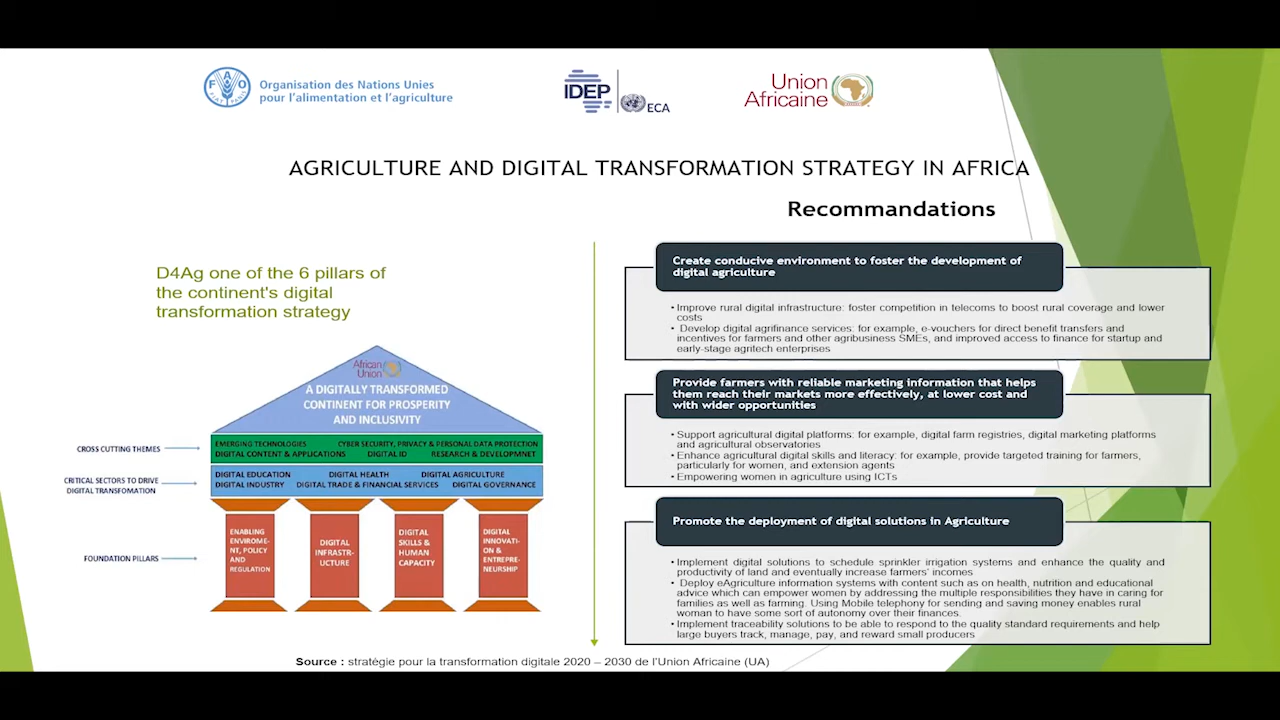 FAO
FIAT PANIS
Organisation des Nations Unies
pour l'alimentation et l'agriculture
IDEP
ECA
Union
Africaine
AGRICULTURE AND DIGITAL TRANSFORMATION STRATEGY IN AFRICA
Recommandations
D4Ag one of the 6 pillars of
the continent's digital
transformation strategy
African
Union
A DIGITALLY TRANSFORMED
CONTINENT FOR PROSPERITY
AND INCLUSIVITY
CROSS CUTTING THEMES
EMERGING TECHNOLOGIES CYBER SECURITY, PRIVACY & PERSONAL DATA PROTECTION
DIGITAL CONTENT & APPLICATIONS DIGITAL ID RESEARCH & DEVELOPMNET
CRITICAL SECTORS TO DRIVE
DIGITAL TRANSFOMATION
DIGITAL EDUCATION DIGITAL HEALTH DIGITAL AGRICULTURE
DIGITAL INDUSTRY DIGITAL TRADE & FINANCIAL SERVICES DIGITAL GOVERNANCE
FOUNDATION PILLARS
ENABLING
ENVIROME-
NT, POLICY
AND
REGULATION
DIGITAL
INFRASTR-
UCTURE
DIGITAL
SKILLS &
HUMAN
CAPACITY
DIGITAL
INNOVATI-
ON &
ENTREPRE-
NEURSHIP
Create conducive environment to foster the development of
digital agriculture
• Improve rural digital infrastructure: foster competition in telecoms to boost rural coverage and lower
costs
• Develop digital agrifinance services: for example, e-vouchers for direct benefit transfers and
incentives for farmers and other agribusiness SMEs, and improved access to finance for startup and
early-stage agritech enterprises
Provide farmers with reliable marketing information that helps
them reach their markets more effectively, at lower cost and
with wider opportunities
• Support agricultural digital platforms: for example, digital farm registries, digital marketing platforms
and agricultural observatories
• Enhance agricultural digital skills and literacy: for example, provide targeted training for farmers,
particularly for women, and extension agents
• Empowering women in agriculture using ICTs
Promote the deployment of digital solutions in Agriculture
• Implement digital solutions to schedule sprinkler irrigation systems and enhance the quality and
productivity of land and eventually increase farmers' incomes
• Deploy eAgriculture information systems with content such as on health, nutrition and educational
advice which can empower women by addressing the multiple responsibilities they have in caring for
families as well as farming. Using Mobile telephony for sending and saving money enables rural
woman to have some sort of autonomy over their finances.
• Implement traceability solutions to be able to respond to the quality standard requirements and help
large buyers track, manage, pay, and reward small producers
Source : stratégie pour la transformation digitale 2020 – 2030 de l'Union Africaine (UA)